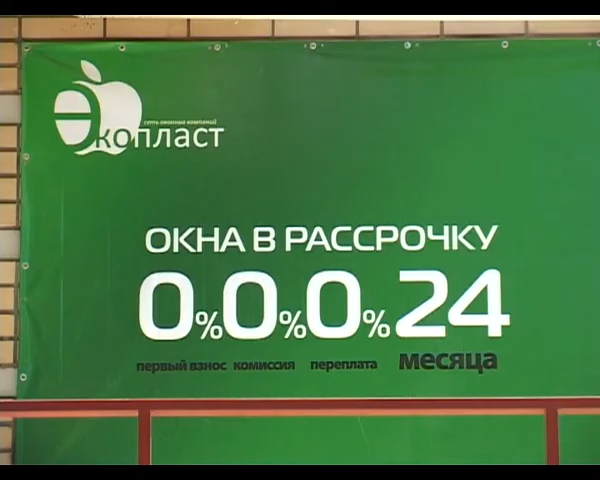 сеть оконных компаний
Экопласт
ОКНА В РАССРОЧКУ
0% 0% 0% 24
первый взнос комиссия переплата месяца